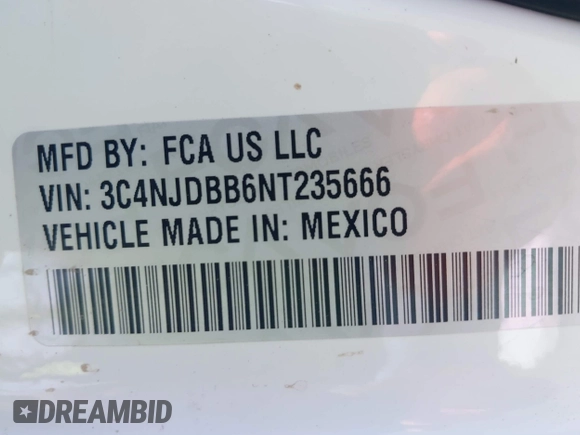 MFD BY: FCA US LLC
VIN: 3C4NJDBB6NT235666
VEHICLE MADE IN: MEXICO
DREAMBID